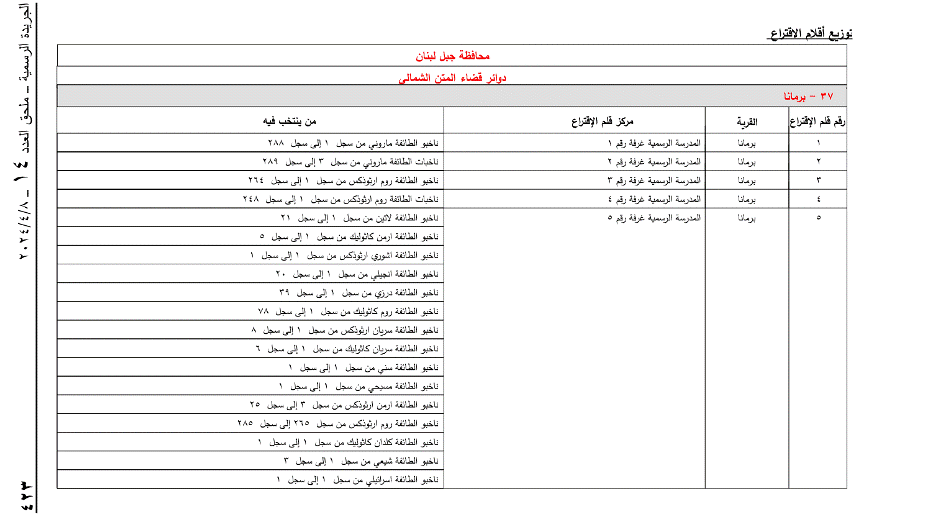 توزيع أقلام الاقتراع
محافظة جبل لبنان
دوائر قضاء المتن الشمالي
٣٧ - برمانا
رقم قلم الإقتراع القرية مركز قلم الإقتراع من ينتخب فيه
١ برمانا المدرسة الرسمية غرفة رقم ١ ناخبو الطائفة ماروني من سجل ١ إلى سجل ٢٨٨
٢ برمانا المدرسة الرسمية غرفة رقم ٢ ناخبات الطائفة ماروني من سجل ٣ إلى سجل ٢٨٩
٣ برمانا المدرسة الرسمية غرفة رقم ٣ ناخبو الطائفة روم ارثوذكس من سجل ١ إلى سجل ٢٦٤
٤ برمانا المدرسة الرسمية غرفة رقم ٤ ناخبات الطائفة روم ارثوذكس من سجل ١ إلى سجل ٢٤٨
٥ برمانا المدرسة الرسمية غرفة رقم ٥ ناخبو الطائفة لاتين من سجل ١ إلى سجل ٢١
ناخبو الطائفة ارمن كاثوليك من سجل ١ إلى سجل ٥
ناخبو الطائفة اشوري ارثوذكس من سجل ١ إلى سجل ١
ناخبو الطائفة انجيلي من سجل ١ إلى سجل ٢٠
ناخبو الطائفة درزي من سجل ١ إلى سجل ٣٩
ناخبو الطائفة روم كاثوليك من سجل ١ إلى سجل ٧٨
ناخبو الطائفة سريان ارثوذكس من سجل ١ إلى سجل ٨
ناخبو الطائفة سريان كاثوليك من سجل ١ إلى سجل ٦
ناخبو الطائفة سني من سجل ١ إلى سجل ١
ناخبو الطائفة مسيحي من سجل ١ إلى سجل ١
ناخبو الطائفة ارمن ارثوذكس من سجل ٣ إلى سجل ٢٥
ناخبو الطائفة روم ارثوذكس من سجل ٢٦٥ إلى سجل ٢٨٥
ناخبو الطائفة كلدان كاثوليك من سجل ١ إلى سجل ١
ناخبو الطائفة شيعي من سجل ١ إلى سجل ٣
ناخبو الطائفة اسرائيلي من سجل ١ إلى سجل ١
الجريدة الرسمية – ملحق العدد ١٤ – ٢٠٢٤/٤/٨
٤٢٣